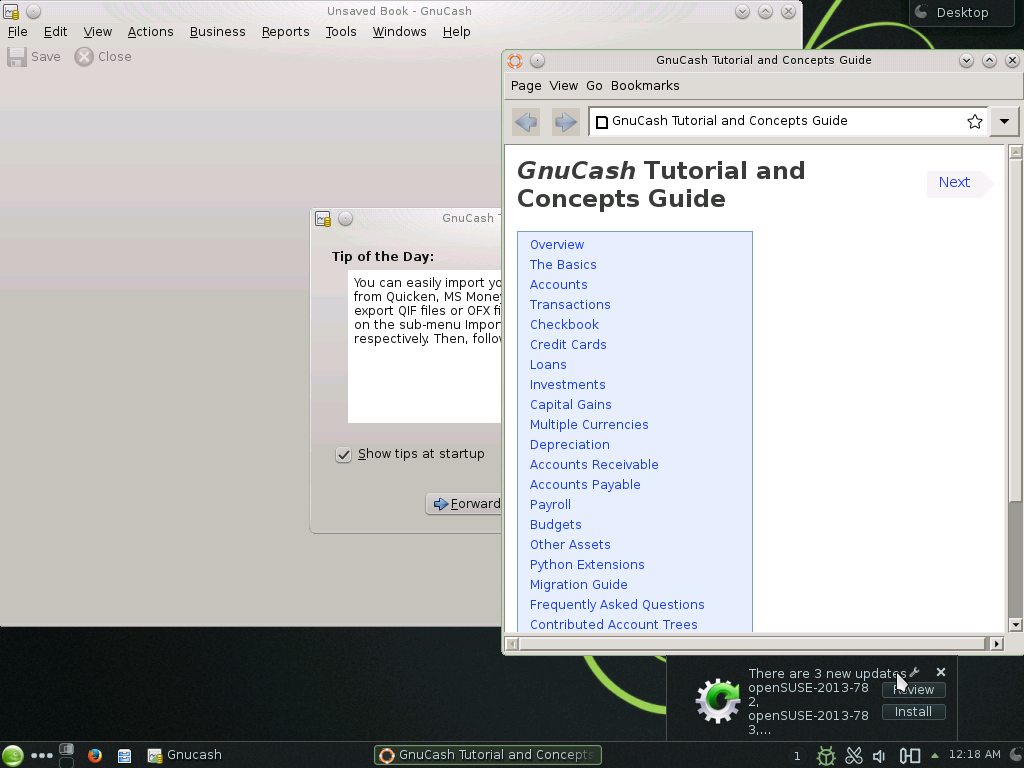 Unsaved Book - GnuCash
Desktop
File Edit View Actions Business Reports Tools Windows Help
Save Close
GnuCash Tutorial and Concepts Guide
Page View Go Bookmarks
GnuCash Tutorial and Concepts Guide
GnuCash Tutorial and
Concepts Guide
Next
Overview
The Basics
Accounts
Transactions
Checkbook
Credit Cards
Loans
Investments
Capital Gains
Multiple Currencies
Depreciation
Accounts Receivable
Accounts Payable
Payroll
Budgets
Other Assets
Python Extensions
Migration Guide
Frequently Asked Questions
Contributed Account Trees
GnuCash
Tip of the Day:
You can easily import
from Quicken, MS Money
export QIF files or OFX
on the sub-menu
respectively. Then,
Show tips at startup
Forward
There are 3 new updates
openSUSE-2013-78
2,
openSUSE-2013-78
3,...
Review
Install
Gnucash
GnuCash Tutorial and Concepts
1
12:18 AM